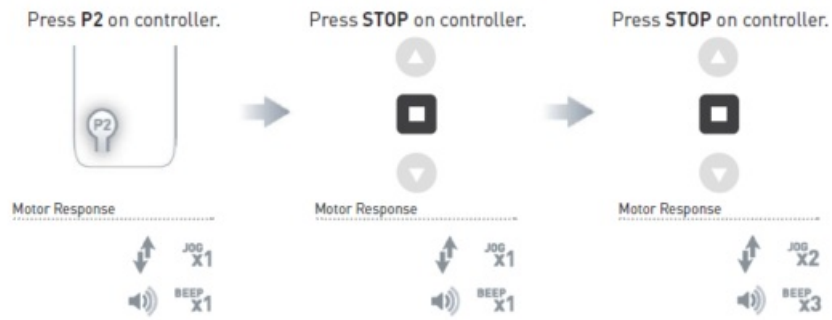 Press P2 on controller.
Press STOP on controller.
Press STOP on controller.
P2
Motor Response
Motor Response
Motor Response
JOG x1
JOG x1
JOG x2
BEEP x1
BEEP x1
BEEP x3